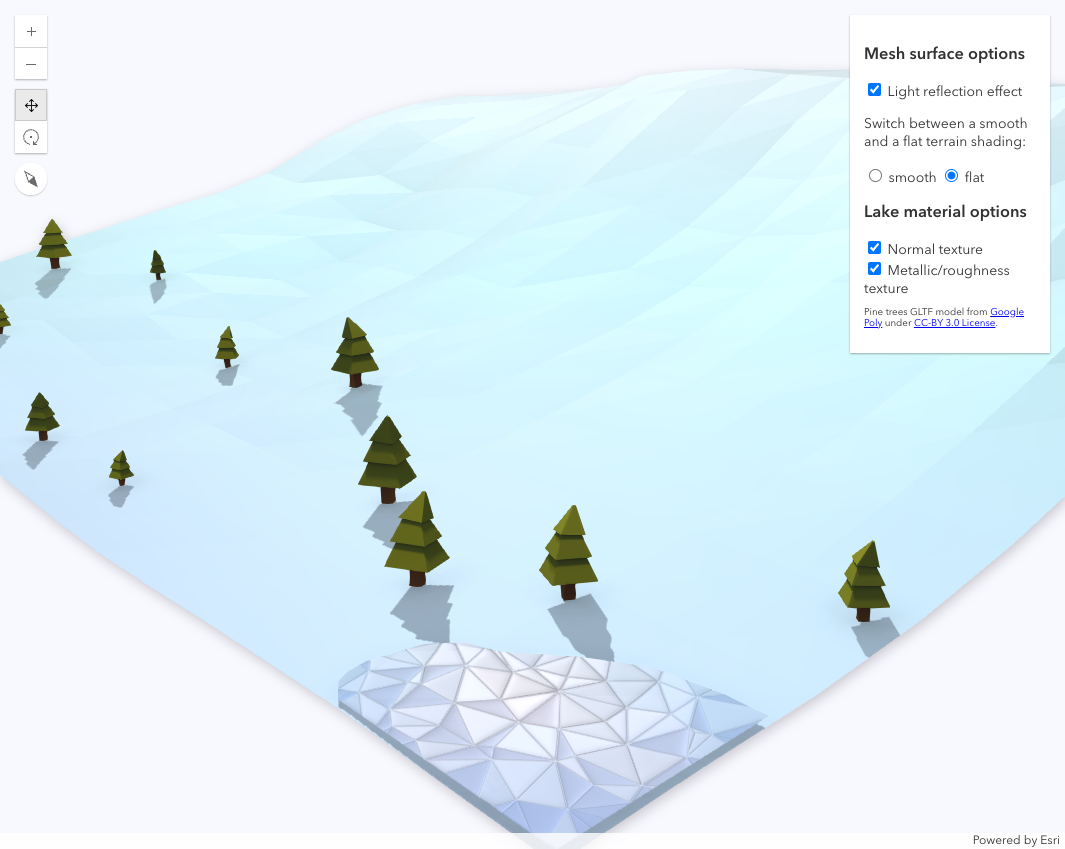 Mesh surface options
Light reflection effect
Switch between a smooth
and a flat terrain shading:
smooth flat
Lake material options
Normal texture
Metallic/roughness
texture
Pine trees GLTF model from Google
Poly under CC-BY 3.0 License.
Powered by Esri